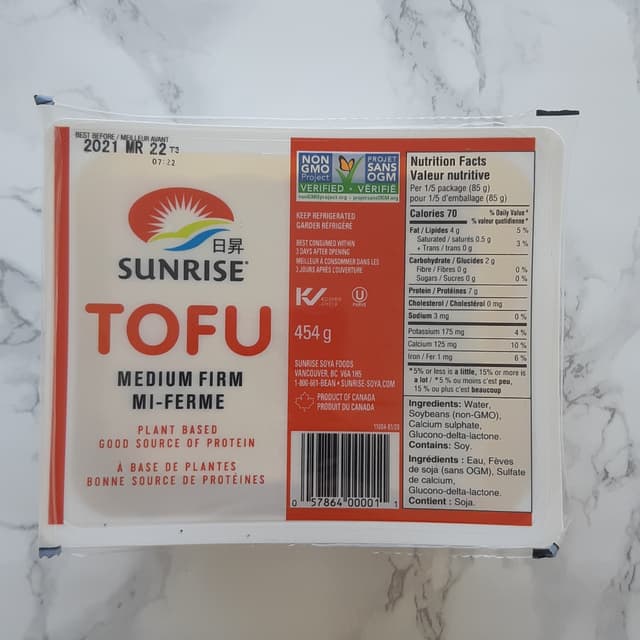 BEST BEFORE / MEILLEUR AVANT
2021 MR 22 T3
07:22
日昇
SUNRISE
TOFU
MEDIUM FIRM
MI-FERME
PLANT BASED
GOOD SOURCE OF PROTEIN
À BASE DE PLANTES
BONNE SOURCE DE PROTÉINES
NON
GMO
Project
PROJET
SANS
OGM
VERIFIED • VÉRIFIÉ
nonGMOproject.org • projetsansOGM.org
KEEP REFRIGERATED
GARDER RÉFRIGÉRÉ
BEST CONSUMED WITHIN
3 DAYS AFTER OPENING
MEILLEUR À CONSOMMER DANS LES
3 JOURS APRÈS L'OUVERTURE
U
PARVE
454 g
SUNRISE SOYA FOODS
VANCOUVER, BC V6A 1H5
1-800-661-BEAN • SUNRISE-SOYA.COM
PRODUCT OF CANADA
PRODUIT DU CANADA
0 57864 00001 1
Nutrition Facts
Valeur nutritive
Per 1/5 package (85 g)
pour 1/5 d'emballage (85 g)
Calories 70
% Daily Value*
% valeur quotidienne*
Fat / Lipides 4 g 5 %
Saturated / saturés 0.5 g
+ Trans / trans 0 g 3 %
Carbohydrate / Glucides 2 g
Fibre / Fibres 0 g 0 %
Sugars / Sucres 0 g 0 %
Protein / Protéines 7 g
Cholesterol / Cholestérol 0 mg
Sodium 3 mg 0 %
Potassium 175 mg 4 %
Calcium 125 mg 10 %
Iron / Fer 1 mg 6 %
*5% or less is a little, 15% or more is
a lot / *5 % ou moins c'est peu,
15 % ou plus c'est beaucoup
Ingredients: Water,
Soybeans (non-GMO),
Calcium sulphate,
Glucono-delta-lactone.
Contains: Soy.
Ingrédients : Eau, Fèves
de soja (sans OGM), Sulfate
de calcium,
Glucono-delta-lactone.
Contient : Soja.